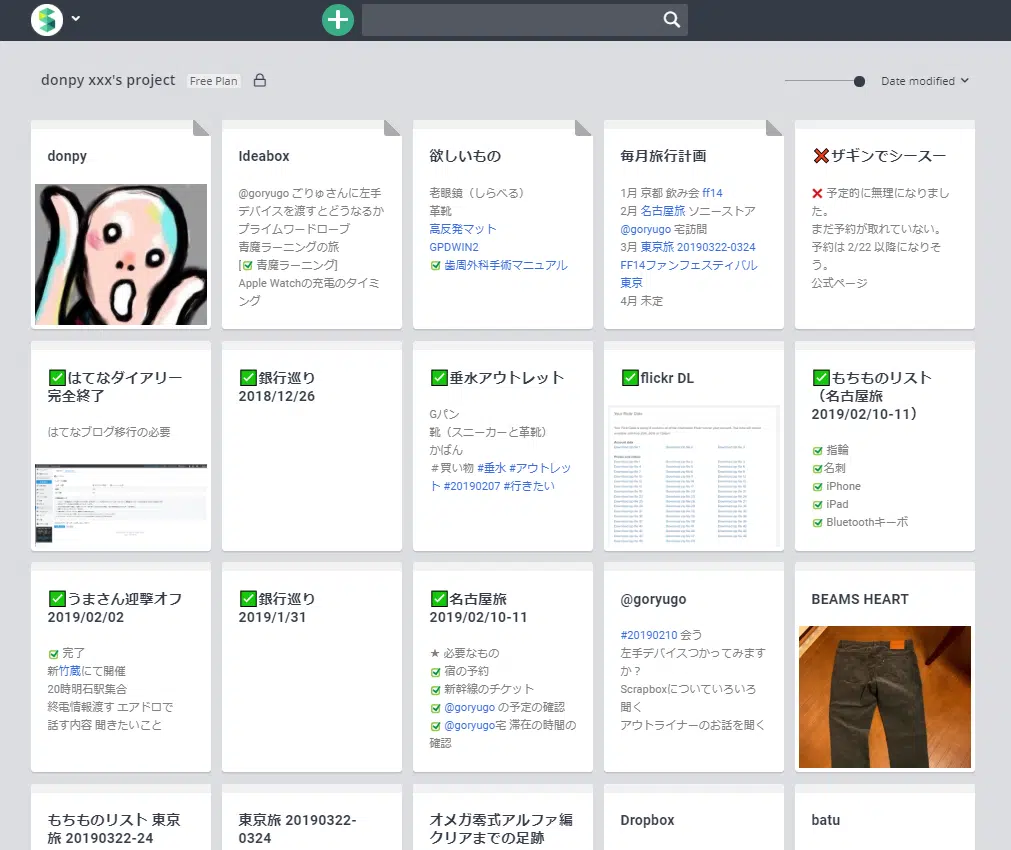 donpy xxx's project
Free Plan
Date modified
donpy
Ideabox
@goryugo ごりゅさんに左手
デバイスを渡すとどうなるか
プライムワードローブ
青魔ラーニングの旅
[✅ 青魔ラーニング]
Apple Watchの充電のタイミ
ング
欲しいもの
老眼鏡（しらべる）
革靴
高反発マット
GPDWIN2
✅ 歯周外科手術マニュアル
毎月旅行計画
1月 京都 飲み会 ff14
2月 名古屋旅 ソニーストア
@goryugo 宅訪問
3月 東京旅 20190322-0324
FF14ファンフェスティバル
東京
4月 未定
❌ザギンでシースー
❌ 予定的に無理になりまし
た。
まだ予約が取れていない。
予約は 2/22 以降になりそ
う。
公式ページ
✅はてなダイアリー
完全終了
はてなブログ移行の必要
✅銀行巡り
2018/12/26
✅垂水アウトレット
Gパン
靴（スニーカーと革靴）
かばん
＃買い物 #垂水 #アウトレッ
ト #20190207 #行きたい
✅flickr DL
✅もちものリスト
（名古屋旅
2019/02/10-11）
✅ 指輪
✅名刺
✅ iPhone
✅ iPad
✅ Bluetoothキーボ
✅うまさん迎撃オフ
2019/02/02
✅ 完了
新竹蔵にて開催
20時明石駅集合
終電情報渡す エアドロで
話す内容 聞きたいこと
✅銀行巡り
2019/1/31
✅名古屋旅
2019/02/10-11
★ 必要なもの
✅ 宿の予約
✅ 新幹線のチケット
✅ @goryugo の予定の確認
✅ @goryugo宅 滞在の時間の
確認
@goryugo
#20190210 会う
左手デバイスつかってみます
か？
Scrapboxについていろいろ
聞く
アウトライナーのお話を聞く
BEAMS HEART
もちものリスト 東京
旅 20190322-24
東京旅 20190322-
0324
オメガ零式アルファ編
クリアまでの足跡
Dropbox
batu